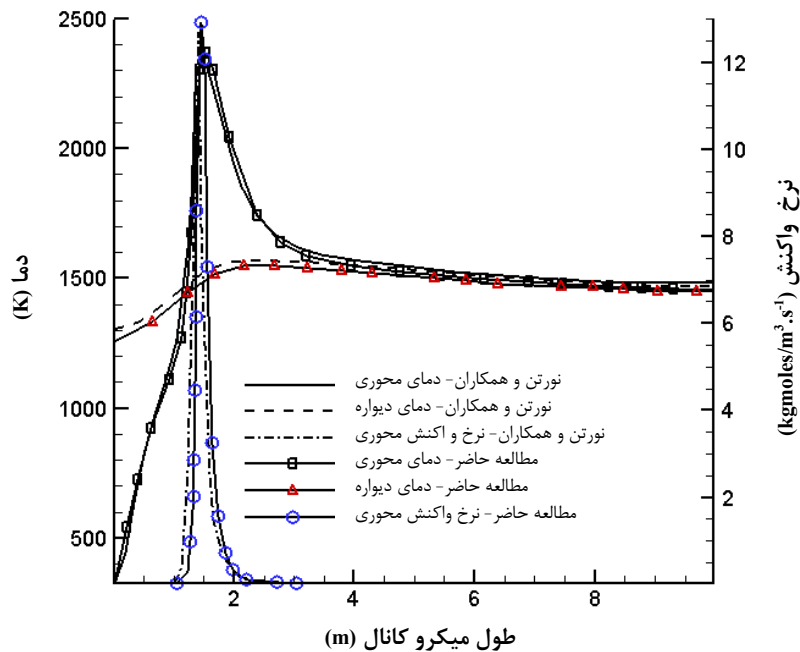 2500
2000
1500
1000
500
دما (K)
12
10
8
6
4
2
نرخ واکنش (kgmoles/m³.s⁻¹)
نورتن و همکاران- دمای محوری
نورتن و همکاران- دمای دیواره
نورتن و همکاران- نرخ و اکنش محوری
مطالعه حاضر- دمای محوری
مطالعه حاضر- دمای دیواره
مطالعه حاضر- نرخ واکنش محوری
2 4 6 8
طول میکرو کانال (m)